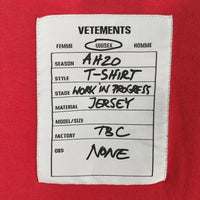 VETEMENTS
FEMME UNISEX HOMME
SEASON AH20
STYLE T-SHIRT
STAGE WORK IN PROGRESS
MATERIAL JERSEY
MODEL/SIZE
FACTORY TBC
OBS NONE